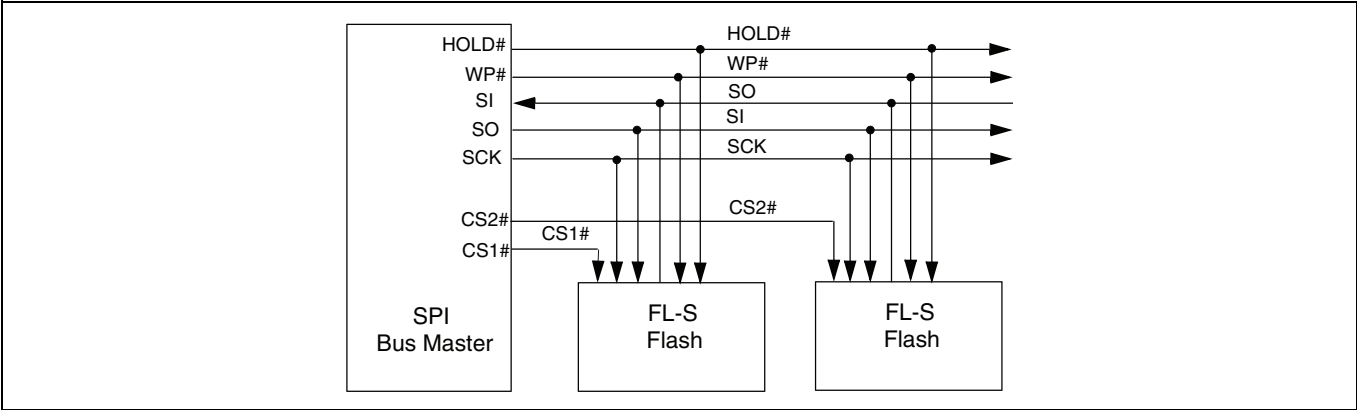 HOLD#
HOLD#
WP#
WP#
SI
SO
SO
SI
SCK
SCK
CS2#
CS2#
CS1#
CS1#
SPI
Bus Master
FL-S
Flash
FL-S
Flash